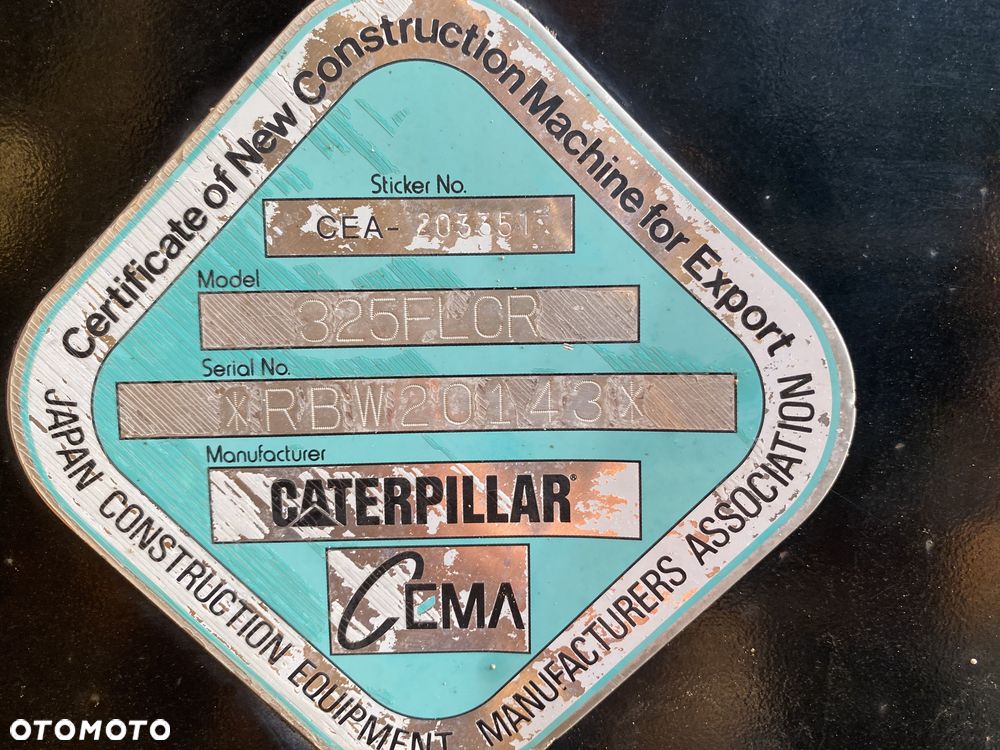 Certificate of New Construction Machine for Export
Sticker No.
CEA- 203351
Model
325FLCR
Serial No.
*RBW20143*
Manufacturer
CATERPILLAR®
CEMA
JAPAN CONSTRUCTION EQUIPMENT MANUFACTURERS ASSOCIATION
OTOMOTO